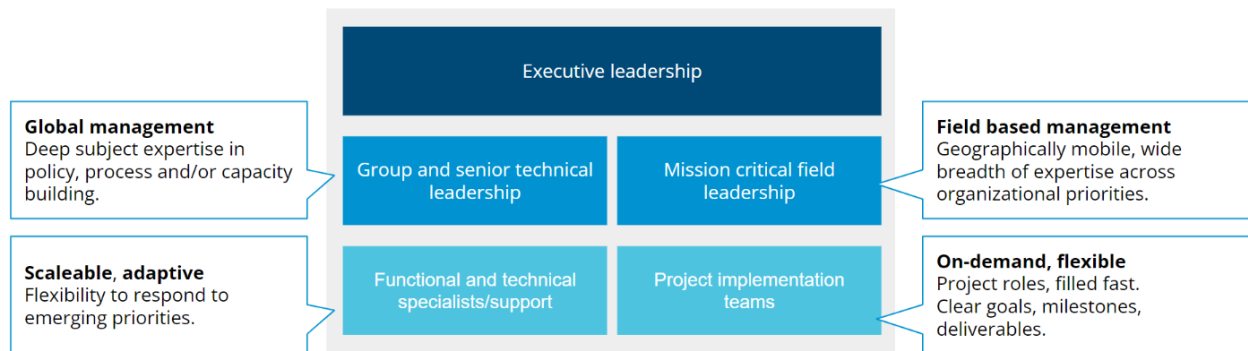 Executive leadership
Global management
Deep subject expertise in
policy, process and/or capacity
building.
Group and senior technical
leadership
Mission critical field
leadership
Field based management
Geographically mobile, wide
breadth of expertise across
organizational priorities.
Scaleable, adaptive
Flexibility to respond to
emerging priorities.
Functional and technical
specialists/support
Project implementation
teams
On-demand, flexible
Project roles, filled fast.
Clear goals, milestones,
deliverables.